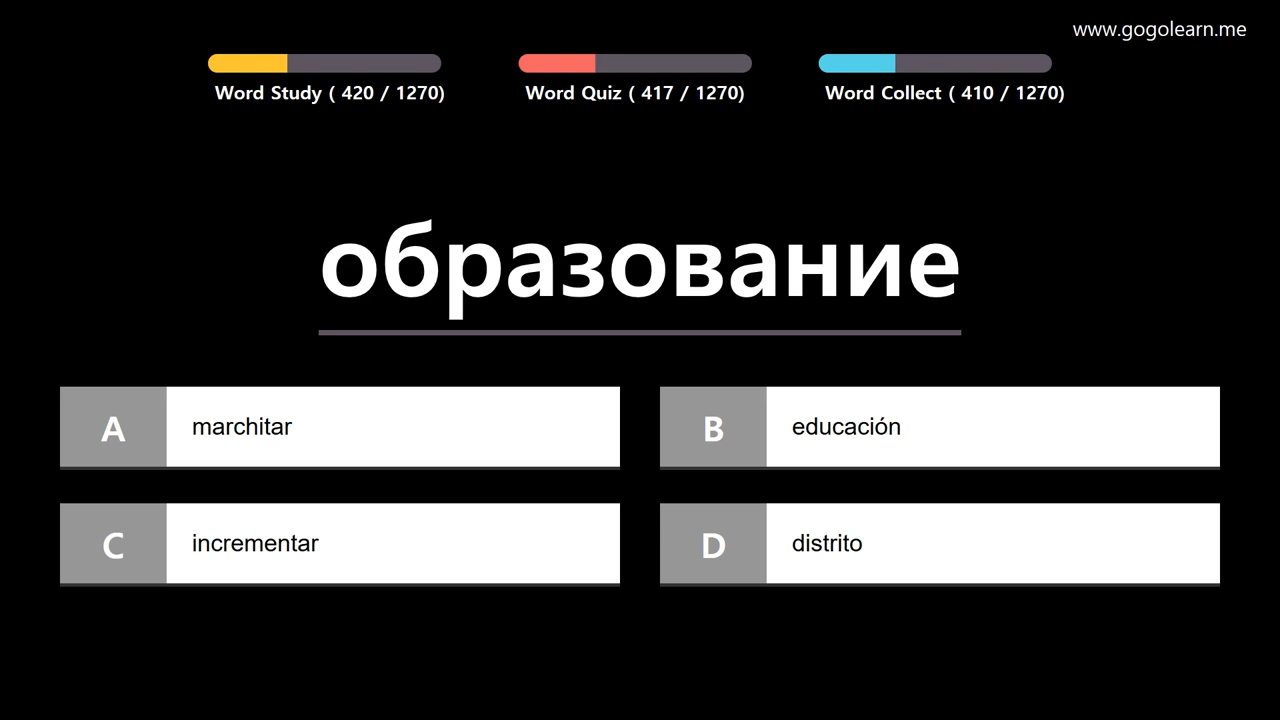 www.gogolearn.me
Word Study ( 420 / 1270)
Word Quiz ( 417 / 1270)
Word Collect ( 410 / 1270)
образование
A marchitar
B educación
C incrementar
D distrito